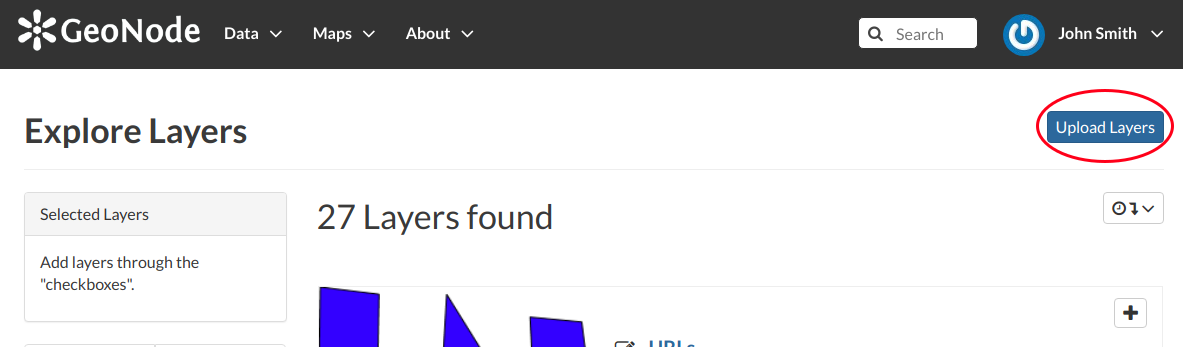 GeoNode Data Maps About Search John Smith
Explore Layers
Upload Layers
Selected Layers
27 Layers found
Add layers through the
"checkboxes".